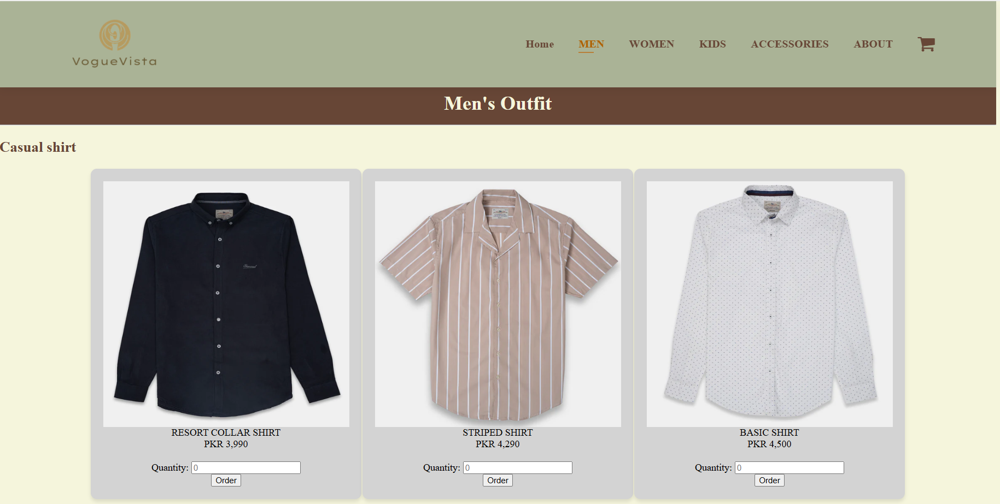 VogueVista
Home MEN WOMEN KIDS ACCESSORIES ABOUT
Men's Outfit
Casual shirt
RESORT COLLAR SHIRT
PKR 3,990
Quantity: 0
Order
STRIPED SHIRT
PKR 4,290
Quantity: 0
Order
BASIC SHIRT
PKR 4,500
Quantity: 0
Order